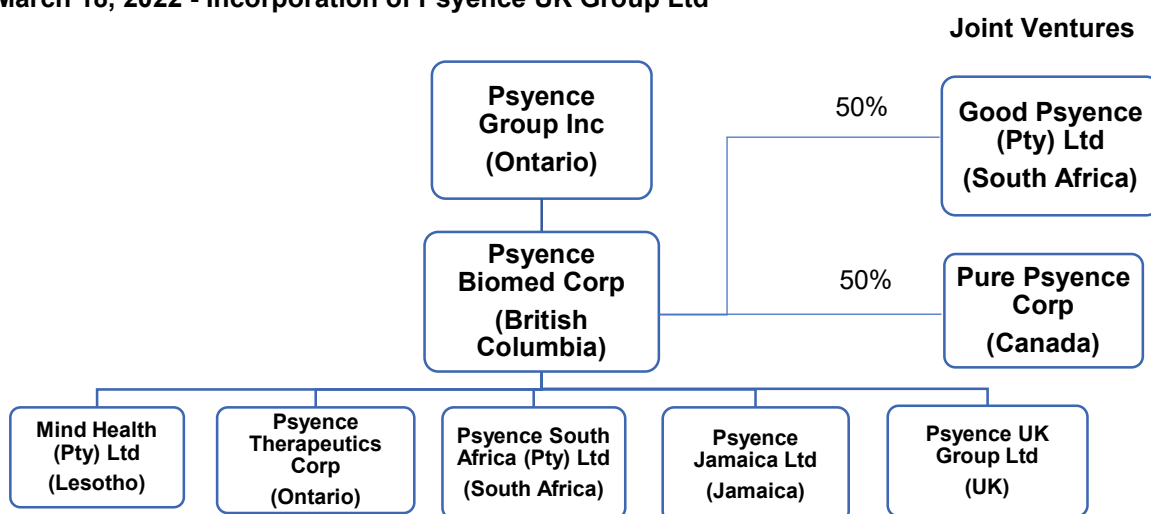 March 18, 2022 - Incorporation of Psyence UK Group Ltd
Joint Ventures
Psyence
Group Inc
(Ontario)
50%
Good Psyence
(Pty) Ltd
(South Africa)
Psyence
Biomed Corp
(British
Columbia)
50%
Pure Psyence
Corp
(Canada)
Mind Health
(Pty) Ltd
(Lesotho)
Psyence
Therapeutics
Corp
(Ontario)
Psyence South
Africa (Pty) Ltd
(South Africa)
Psyence
Jamaica Ltd
(Jamaica)
Psyence UK
Group Ltd
(UK)